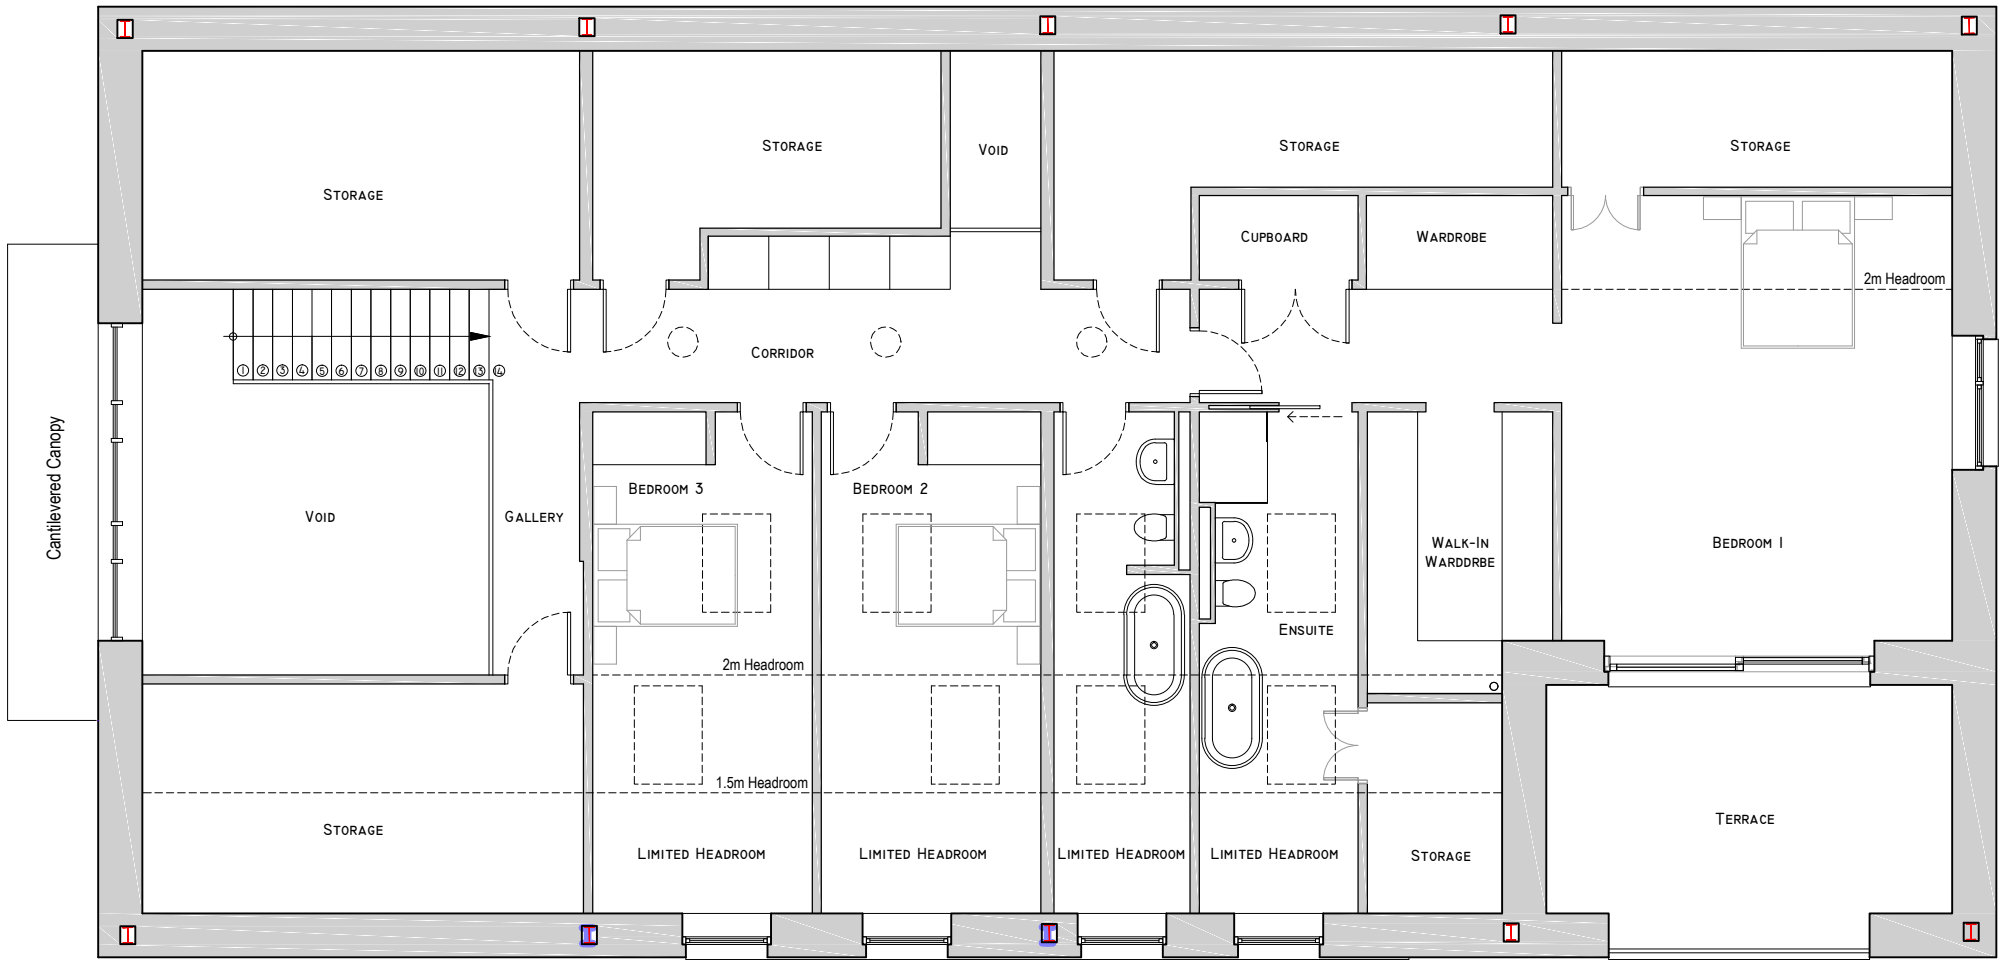 STORAGE
STORAGE
VOID
STORAGE
STORAGE
CUPBOARD
WARDROBE
2m Headroom
1 2 3 4 5 6 7 8 9 10 11 12 13 14
CORRIDOR
Cantilevered Canopy
VOID
GALLERY
BEDROOM 3
BEDROOM 2
WALK-IN
WARDDRBE
BEDROOM 1
ENSUITE
2m Headroom
1.5m Headroom
STORAGE
LIMITED HEADROOM
LIMITED HEADROOM
LIMITED HEADROOM
LIMITED HEADROOM
STORAGE
TERRACE